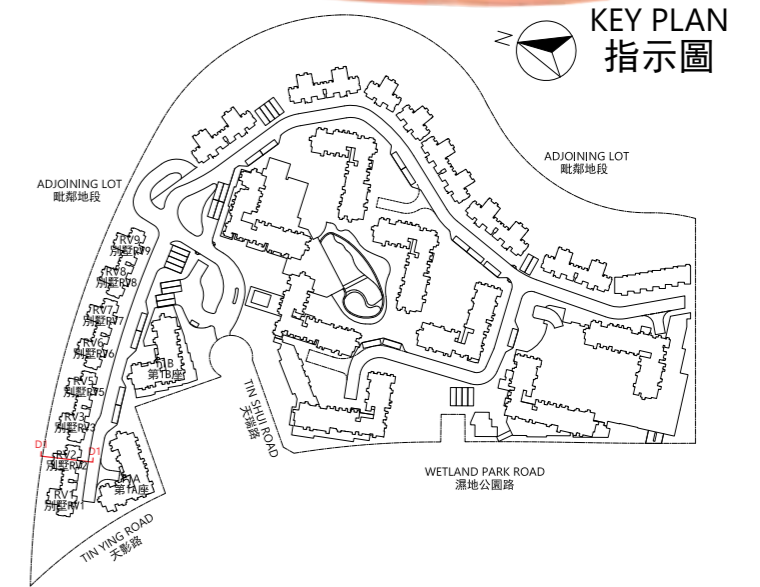 KEY PLAN
指示圖
N
ADJOINING LOT
毗鄰地段
ADJOINING LOT
毗鄰地段
RV9
別墅RV9
RV8
別墅RV8
RV7
別墅RV7
RV6
別墅RV6
RV5
別墅RV5
RV3
別墅RV3
D1
D1
RV2
別墅RV2
RV1
別墅RV1
第1B座
第1A座
TIN SHUI ROAD
天瑞路
TIN YING ROAD
天影路
WETLAND PARK ROAD
濕地公園路